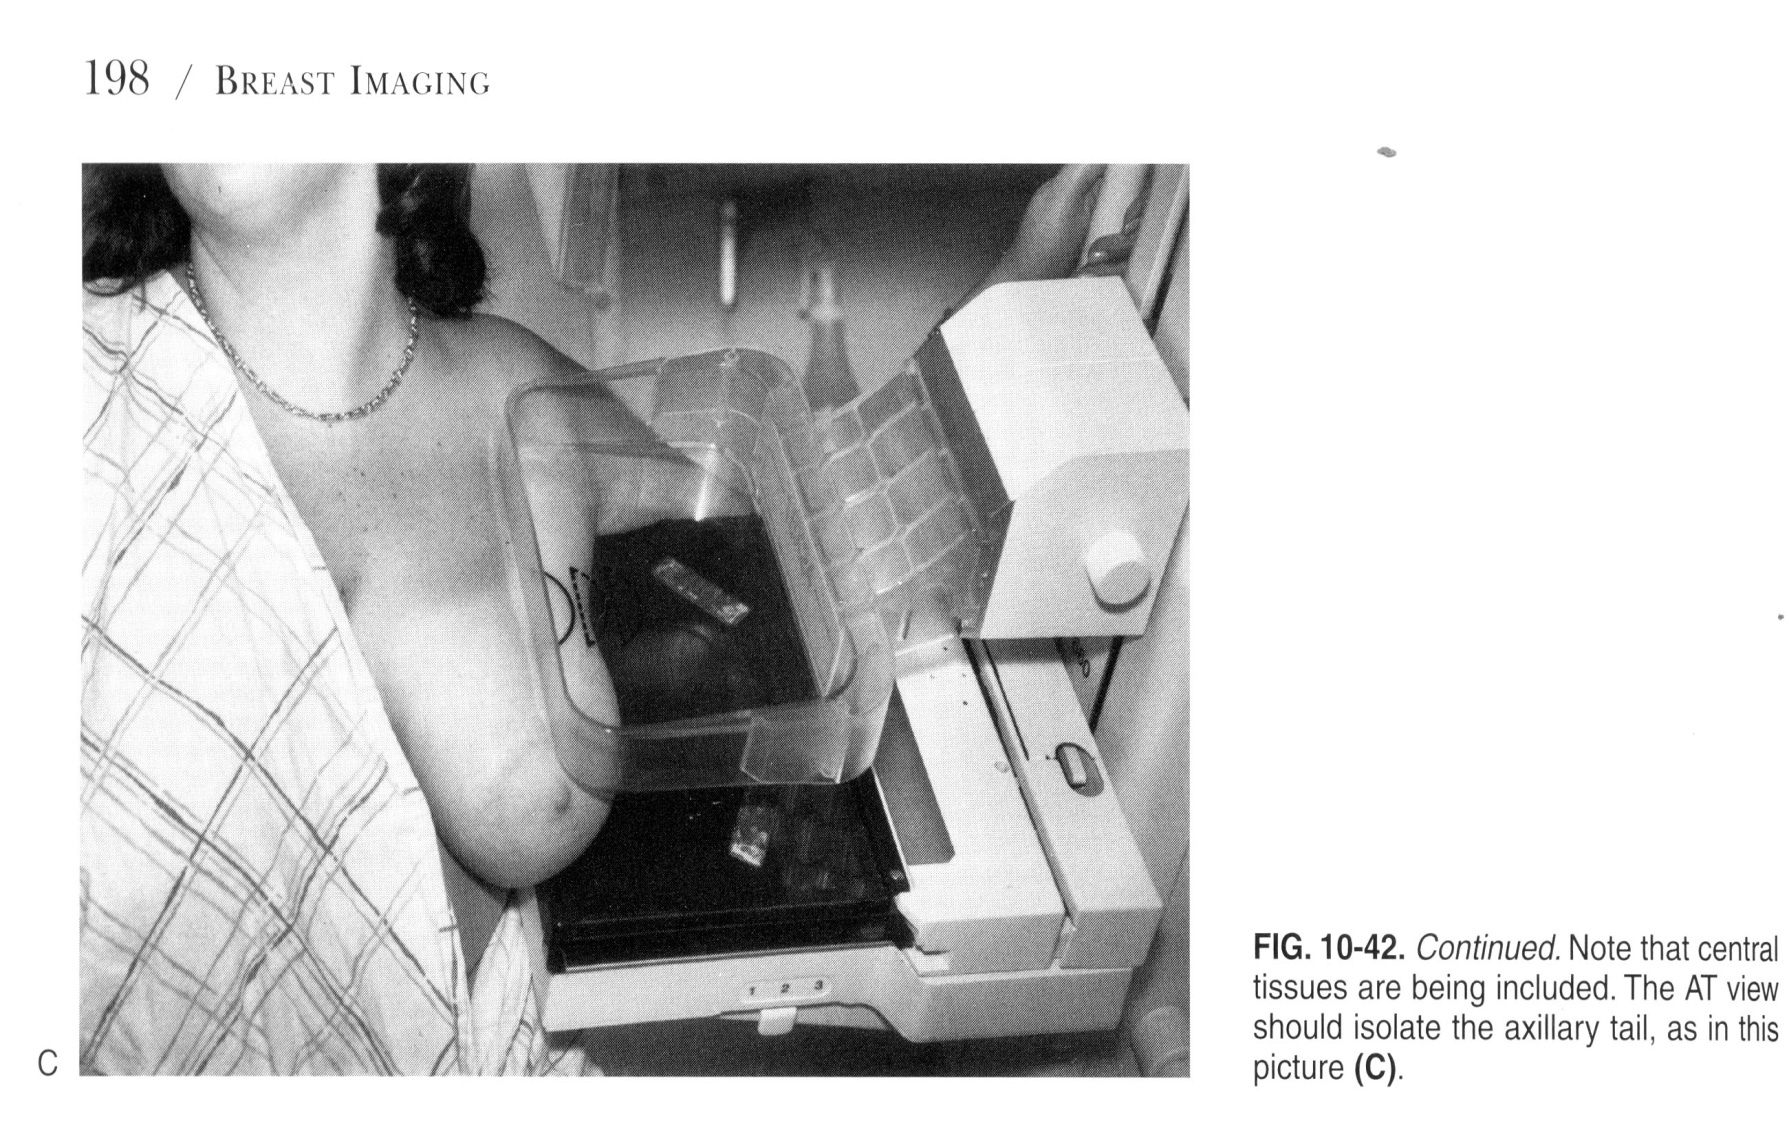 198 / BREAST IMAGING
1 2 3
C
FIG. 10-42. Continued. Note that central
tissues are being included. The AT view
should isolate the axillary tail, as in this
picture (C).